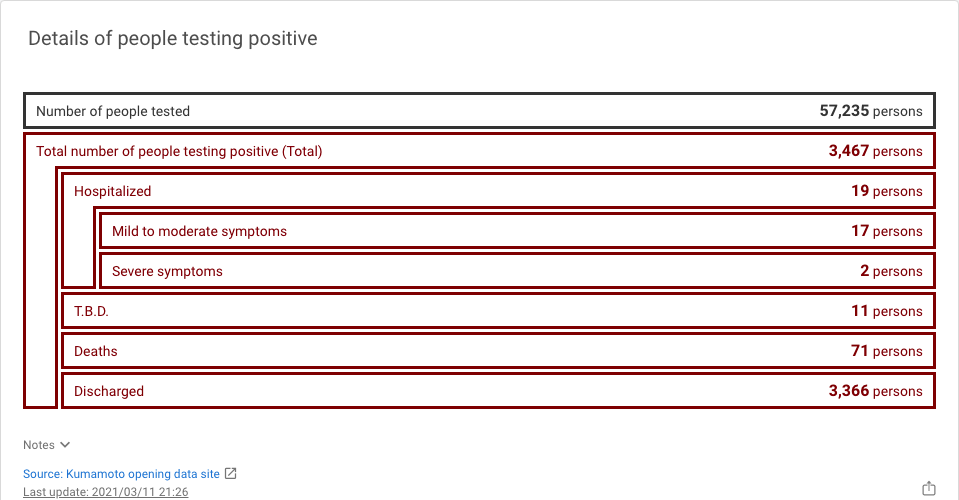 Details of people testing positive
Number of people tested 57,235 persons
Total number of people testing positive (Total) 3,467 persons
Hospitalized 19 persons
Mild to moderate symptoms 17 persons
Severe symptoms 2 persons
T.B.D. 11 persons
Deaths 71 persons
Discharged 3,366 persons
Notes
Source: Kumamoto opening data site
Last update: 2021/03/11 21:26